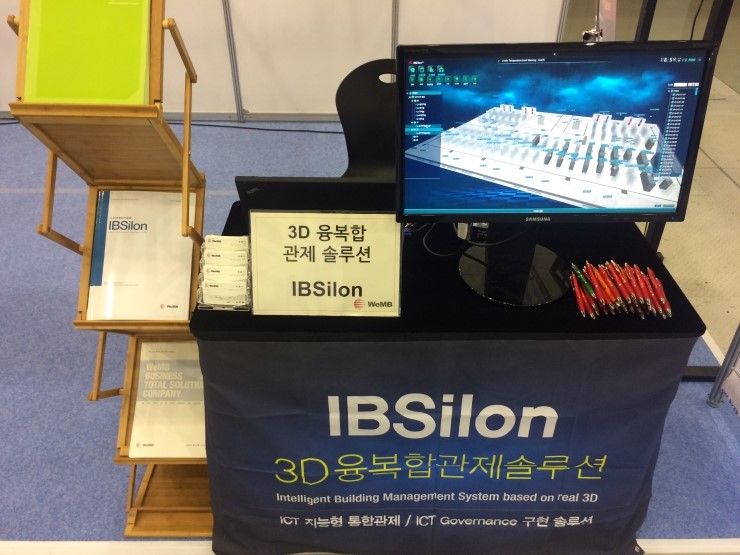 IBSilon
WeMB
BUSINESS
TOTAL SOLUTION
COMPANY
WeMB
3D 융복합
관제 솔루션
IBSilon
WeMB
SAMSUNG
IBSilon
3D융복합관제솔루션
Intelligent Building Management System based on real 3D
ICT 지능형 통합관제 / ICT Governance 구현 솔루션